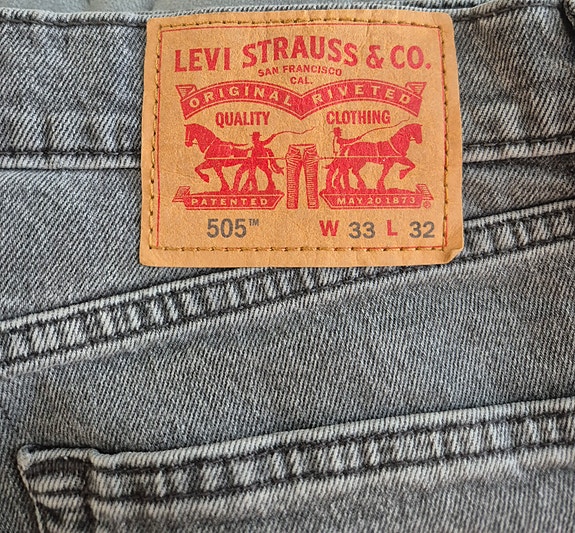 LEVI STRAUSS & CO.
SAN FRANCISCO
CAL.
ORIGINAL RIVETED
QUALITY CLOTHING
PATENTED MAY 20 1873 ®
505™ W 33 L 32